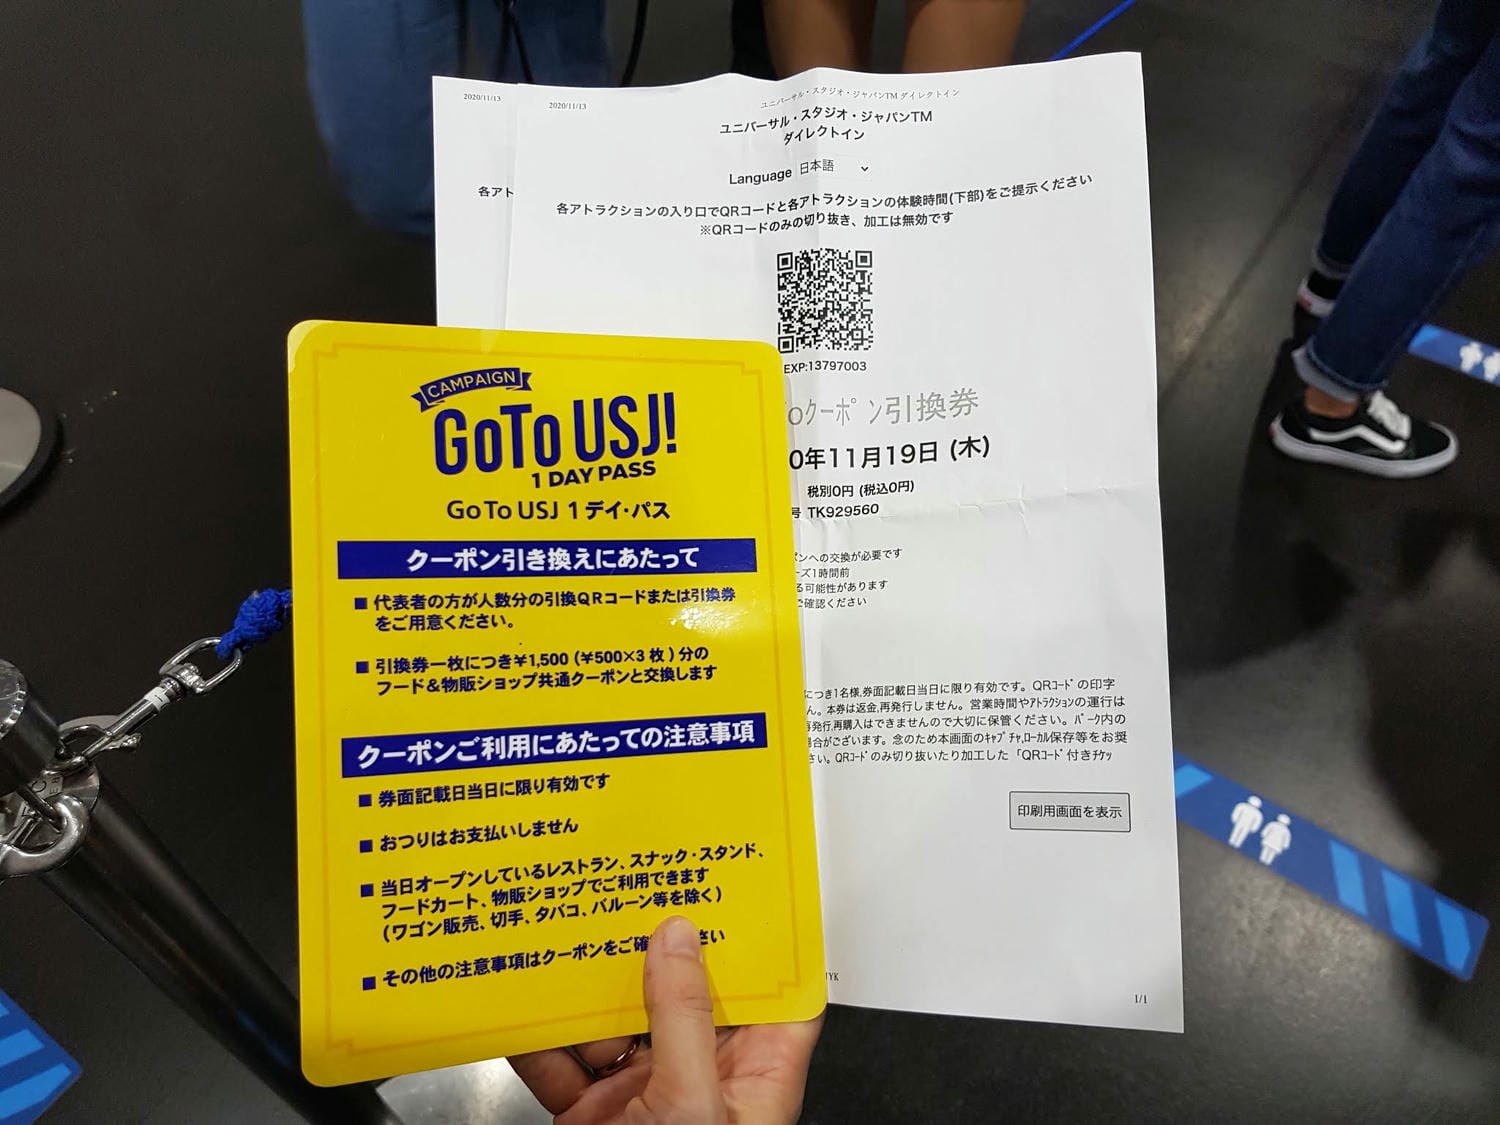 2020/11/13
各アト
2020/11/13
ユニバーサル・スタジオ・ジャパンTM ダイレクトイン
ユニバーサル・スタジオ・ジャパンTM
ダイレクトイン
Language 日本語
各アトラクションの入り口でQRコードと各アトラクションの体験時間(下部)をご提示ください
※QRコードのみの切り抜き、加工は無効です
EXP:13797003
oクーポン引換券
0年11月19日 (木)
税別0円 (税込0円)
号 TK929560
ンへの交換が必要です
ーズ1時間前
る可能性があります
ご確認ください
につき1名様,券面記載日当日に限り有効です。QRコードの印字
ん。本券は返金,再発行しません。営業時間やアトラクションの運行は
再発行,再購入はできませんので大切に保管ください。パーク内の
場合がございます。念のため本画面のキャプチャ,ローカル保存等をお奨
さい。QRコードのみ切り抜いたり加工した「QRコード付きチケッ
印刷用画面を表示
YK
1/1
CAMPAIGN
GoTo USJ!
1 DAY PASS
Go To USJ 1 デイ・パス
クーポン引き換えにあたって
■ 代表者の方が人数分の引換QRコードまたは引換券
をご用意ください。
■ 引換券一枚につき¥1,500 (¥500×3 枚 ) 分の
フード&物販ショップ共通クーポンと交換します
クーポンご利用にあたっての注意事項
■ 券面記載日当日に限り有効です
■ おつりはお支払いしません
■ 当日オープンしているレストラン、スナック・スタンド、
フードカート、物販ショップでご利用できます
(ワゴン販売、切手、タバコ、バルーン等を除く)
■ その他の注意事項はクーポンをご確 さい